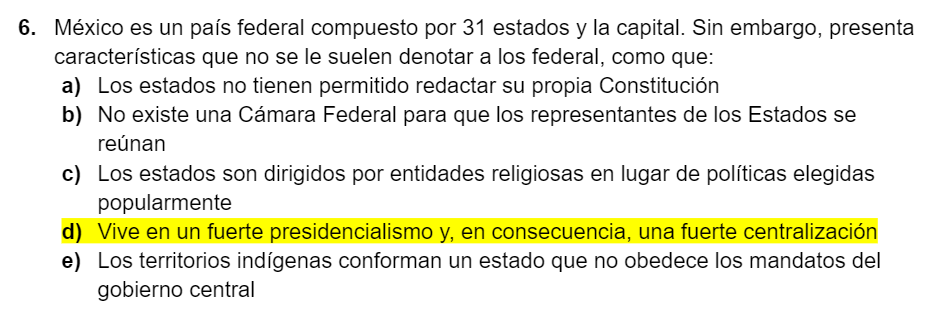 6. México es un país federal compuesto por 31 estados y la capital. Sin embargo, presenta
características que no se le suelen denotar a los federal, como que:
a) Los estados no tienen permitido redactar su propia Constitución
b) No existe una Cámara Federal para que los representantes de los Estados se
reúnan
c) Los estados son dirigidos por entidades religiosas en lugar de políticas elegidas
popularmente
d) Vive en un fuerte presidencialismo y, en consecuencia, una fuerte centralización
e) Los territorios indígenas conforman un estado que no obedece los mandatos del
gobierno central